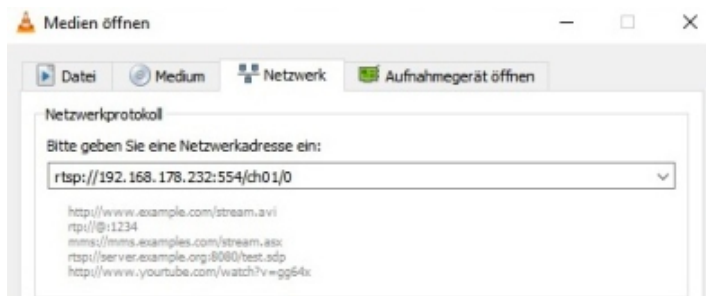 Medien öffnen
Datei Medium Netzwerk Aufnahmegerät öffnen
Netzwerkprotokoll
Bitte geben Sie eine Netzwerkadresse ein:
rtsp://192.168.178.232:554/ch01/0
http://www.example.com/stream.avi
rtp://@:1234
mms://mms.examples.com/stream.asx
rtsp://server.example.org:8080/test.sdp
http://www.yourtube.com/watch?v=gg64x